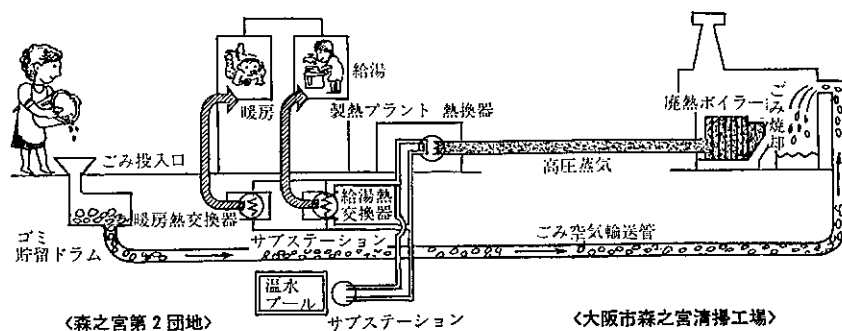 給湯
暖房
製熱プラント 熱換器
廃熱ボイラー
ごみ焼却
高圧蒸気
ごみ投入口
暖房熱交換器
給湯熱
交換器
ゴミ
貯留ドラム
サブステーション
ごみ空気輸送管
温水
プール
サブステーション
〈森之宮第2団地〉
〈大阪市森之宮清掃工場〉